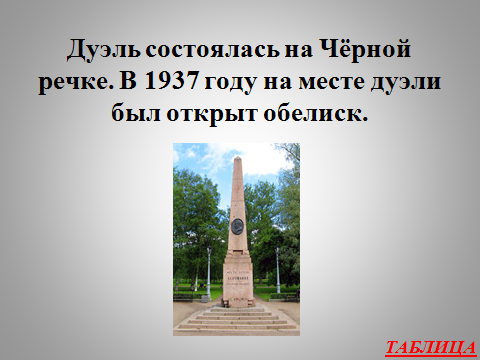 Дуэль состоялась на Чёрной
речке. В 1937 году на месте дуэли
был открыт обелиск.
ТАБЛИЦА